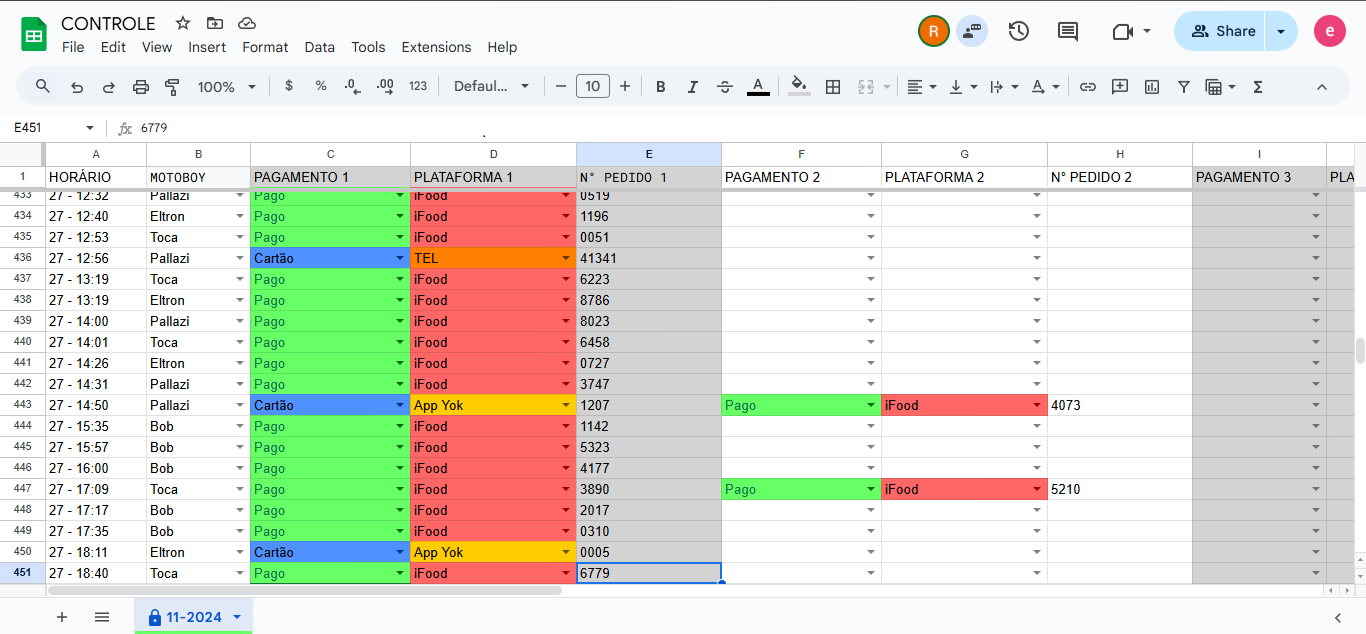 CONTROLE
R
Share
e
File Edit View Insert Format Data Tools Extensions Help
100% $ % .0 .00 123 Defaul... − 10 + B I A A Σ
E451 fx 6779
A B C D E F G H I
1 HORÁRIO MOTOBOY PAGAMENTO 1 PLATAFORMA 1 N° PEDIDO 1 PAGAMENTO 2 PLATAFORMA 2 N° PEDIDO 2 PAGAMENTO 3 PLA
433 27 - 12:32 Pallazi Pago iFood 0519
434 27 - 12:40 Eltron Pago iFood 1196
435 27 - 12:53 Toca Pago iFood 0051
436 27 - 12:56 Pallazi Cartão TEL 41341
437 27 - 13:19 Toca Pago iFood 6223
438 27 - 13:19 Eltron Pago iFood 8786
439 27 - 14:00 Pallazi Pago iFood 8023
440 27 - 14:01 Toca Pago iFood 6458
441 27 - 14:26 Eltron Pago iFood 0727
442 27 - 14:31 Pallazi Pago iFood 3747
443 27 - 14:50 Pallazi Cartão App Yok 1207 Pago iFood 4073
444 27 - 15:35 Bob Pago iFood 1142
445 27 - 15:57 Bob Pago iFood 5323
446 27 - 16:00 Bob Pago iFood 4177
447 27 - 17:09 Toca Pago iFood 3890 Pago iFood 5210
448 27 - 17:17 Bob Pago iFood 2017
449 27 - 17:35 Bob Pago iFood 0310
450 27 - 18:11 Eltron Cartão App Yok 0005
451 27 - 18:40 Toca Pago iFood 6779
11-2024